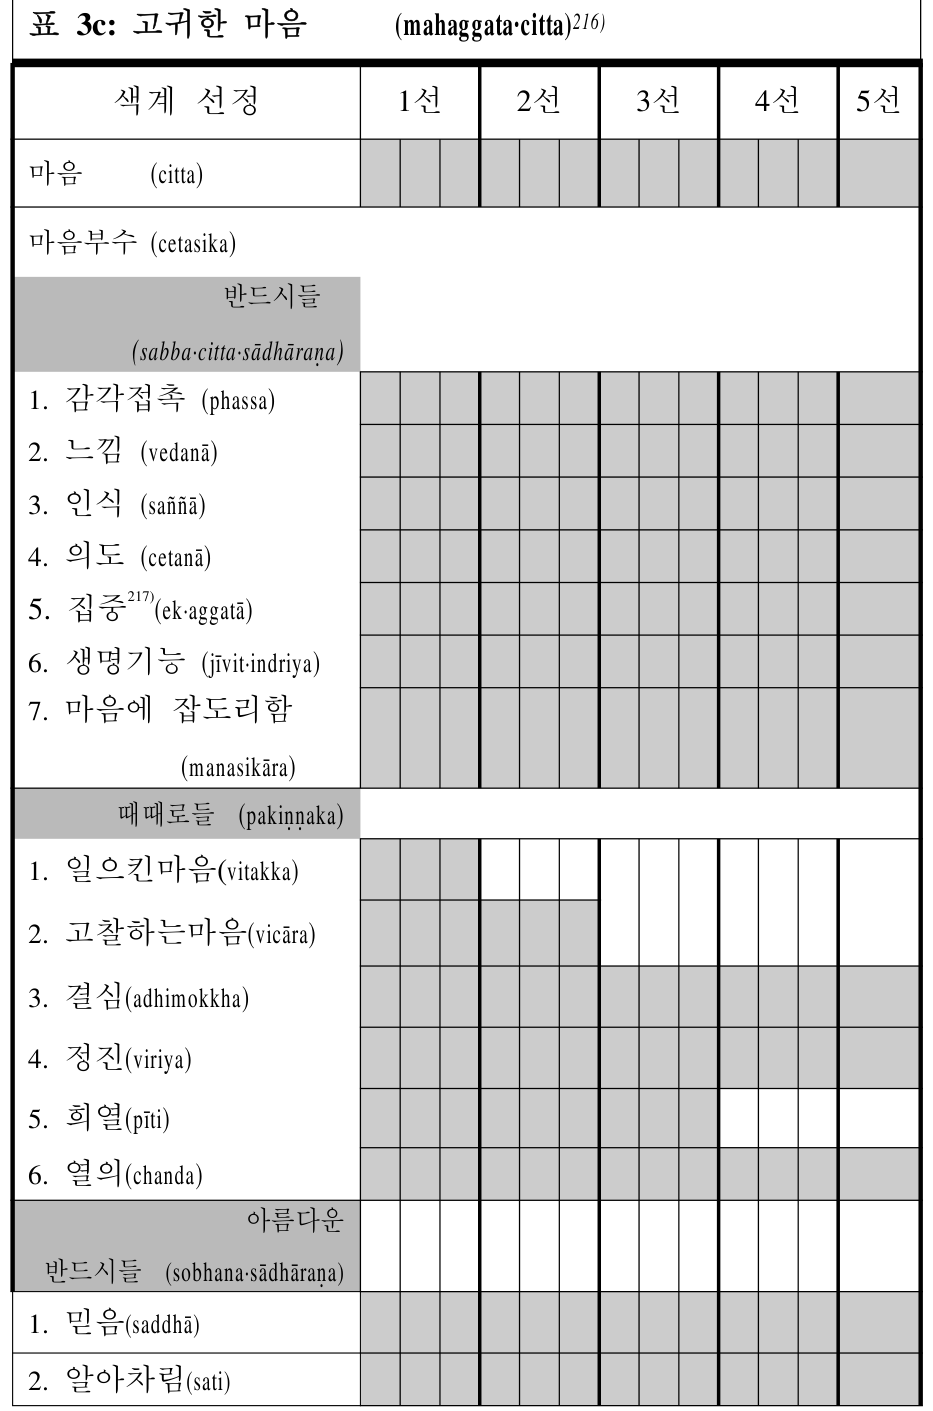 표 3c: 고귀한 마음 (mahaggata·citta)216)
색계 선정 1선 2선 3선 4선 5선
마음 (citta)
마음부수 (cetasika)
반드시들
(sabba·citta·sādhāraṇa)
1. 감각접촉 (phassa)
2. 느낌 (vedanā)
3. 인식 (saññā)
4. 의도 (cetanā)
5. 집중217)(ek·aggatā)
6. 생명기능 (jīvit·indriya)
7. 마음에 잡도리함
(manasikāra)
때때로들 (pakiṇṇaka)
1. 일으킨마음(vitakka)
2. 고찰하는마음(vicāra)
3. 결심(adhimokkha)
4. 정진(viriya)
5. 희열(pīti)
6. 열의(chanda)
아름다운
반드시들 (sobhana·sādhāraṇa)
1. 믿음(saddhā)
2. 알아차림(sati)